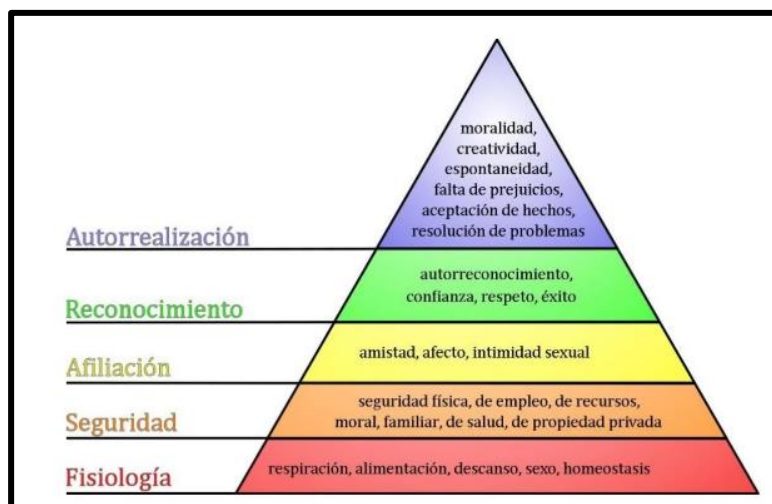 moralidad,
creatividad,
espontaneidad,
falta de prejuicios,
aceptación de hechos,
resolución de problemas
Autorrealización
autorreconocimiento,
confianza, respeto, éxito
Reconocimiento
amistad, afecto, intimidad sexual
Afiliación
seguridad física, de empleo, de recursos,
moral, familiar, de salud, de propiedad privada
Seguridad
respiración, alimentación, descanso, sexo, homeostasis
Fisiología